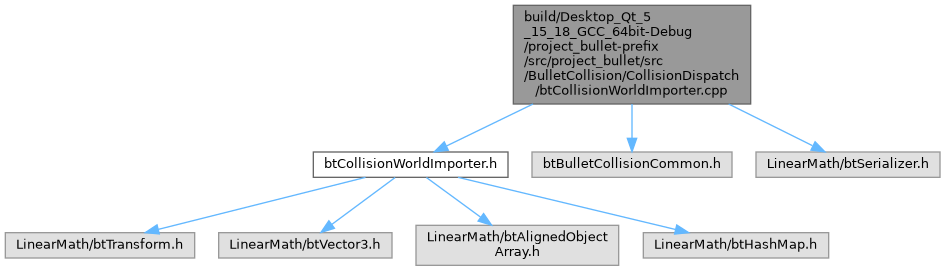 build/Desktop_Qt_5
_15_18_GCC_64bit-Debug
/project_bullet-prefix
/src/project_bullet/src
/BulletCollision/CollisionDispatch
/btCollisionWorldImporter.cpp
btCollisionWorldImporter.h
btBulletCollisionCommon.h
LinearMath/btSerializer.h
LinearMath/btTransform.h
LinearMath/btVector3.h
LinearMath/btAlignedObject
Array.h
LinearMath/btHashMap.h